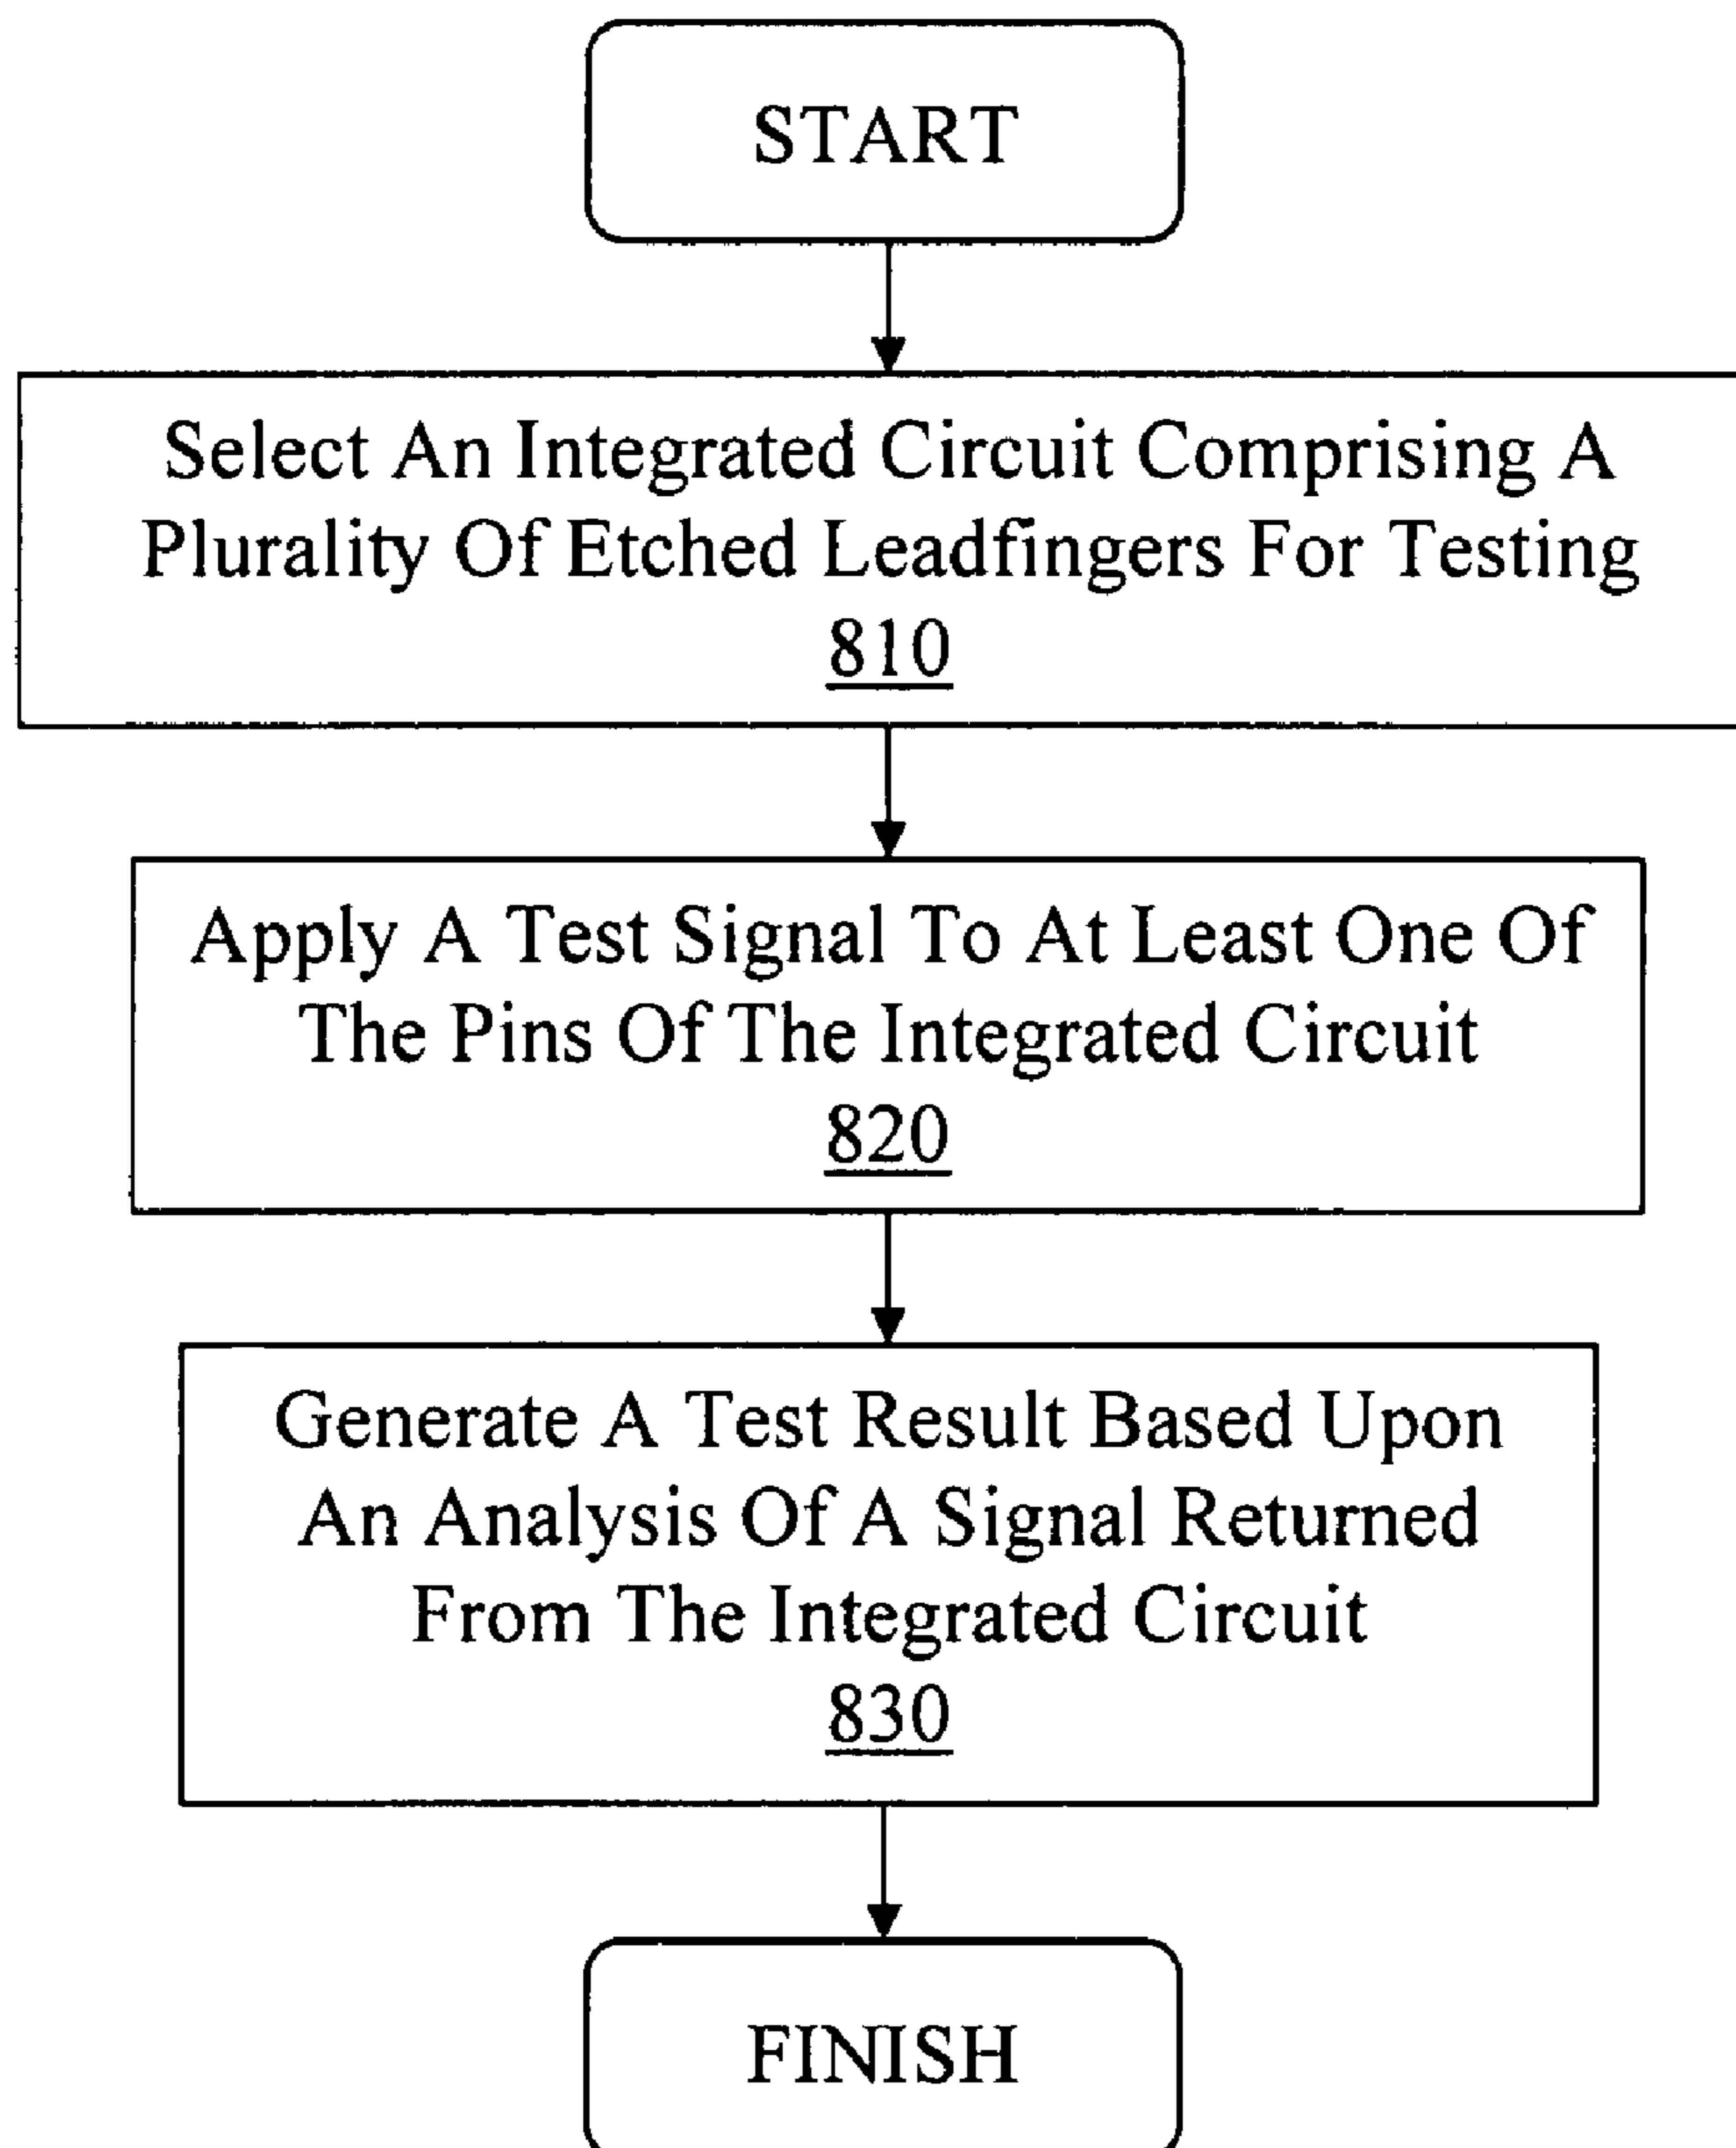 START
Select An Integrated Circuit Comprising A
Plurality Of Etched Leadfingers For Testing
810
Apply A Test Signal To At Least One Of
The Pins Of The Integrated Circuit
820
Generate A Test Result Based Upon
An Analysis Of A Signal Returned
From The Integrated Circuit
830
FINISH